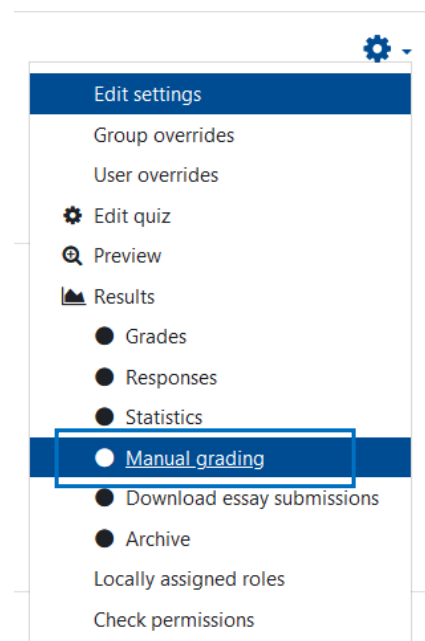 Edit settings
Group overrides
User overrides
Edit quiz
Preview
Results
Grades
Responses
Statistics
Manual grading
Download essay submissions
Archive
Locally assigned roles
Check permissions